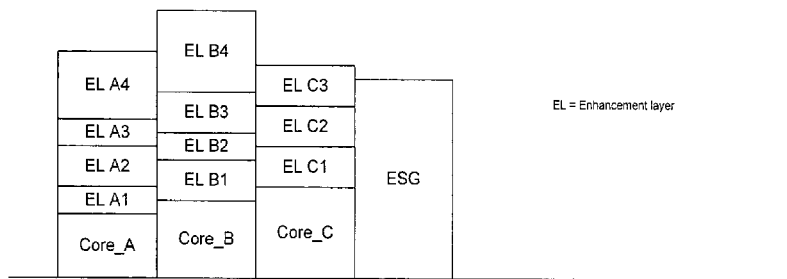 EL A4
EL A3
EL A2
EL A1
Core_A
EL B4
EL B3
EL B2
EL B1
Core_B
EL C3
EL C2
EL C1
Core_C
ESG
EL = Enhancement layer